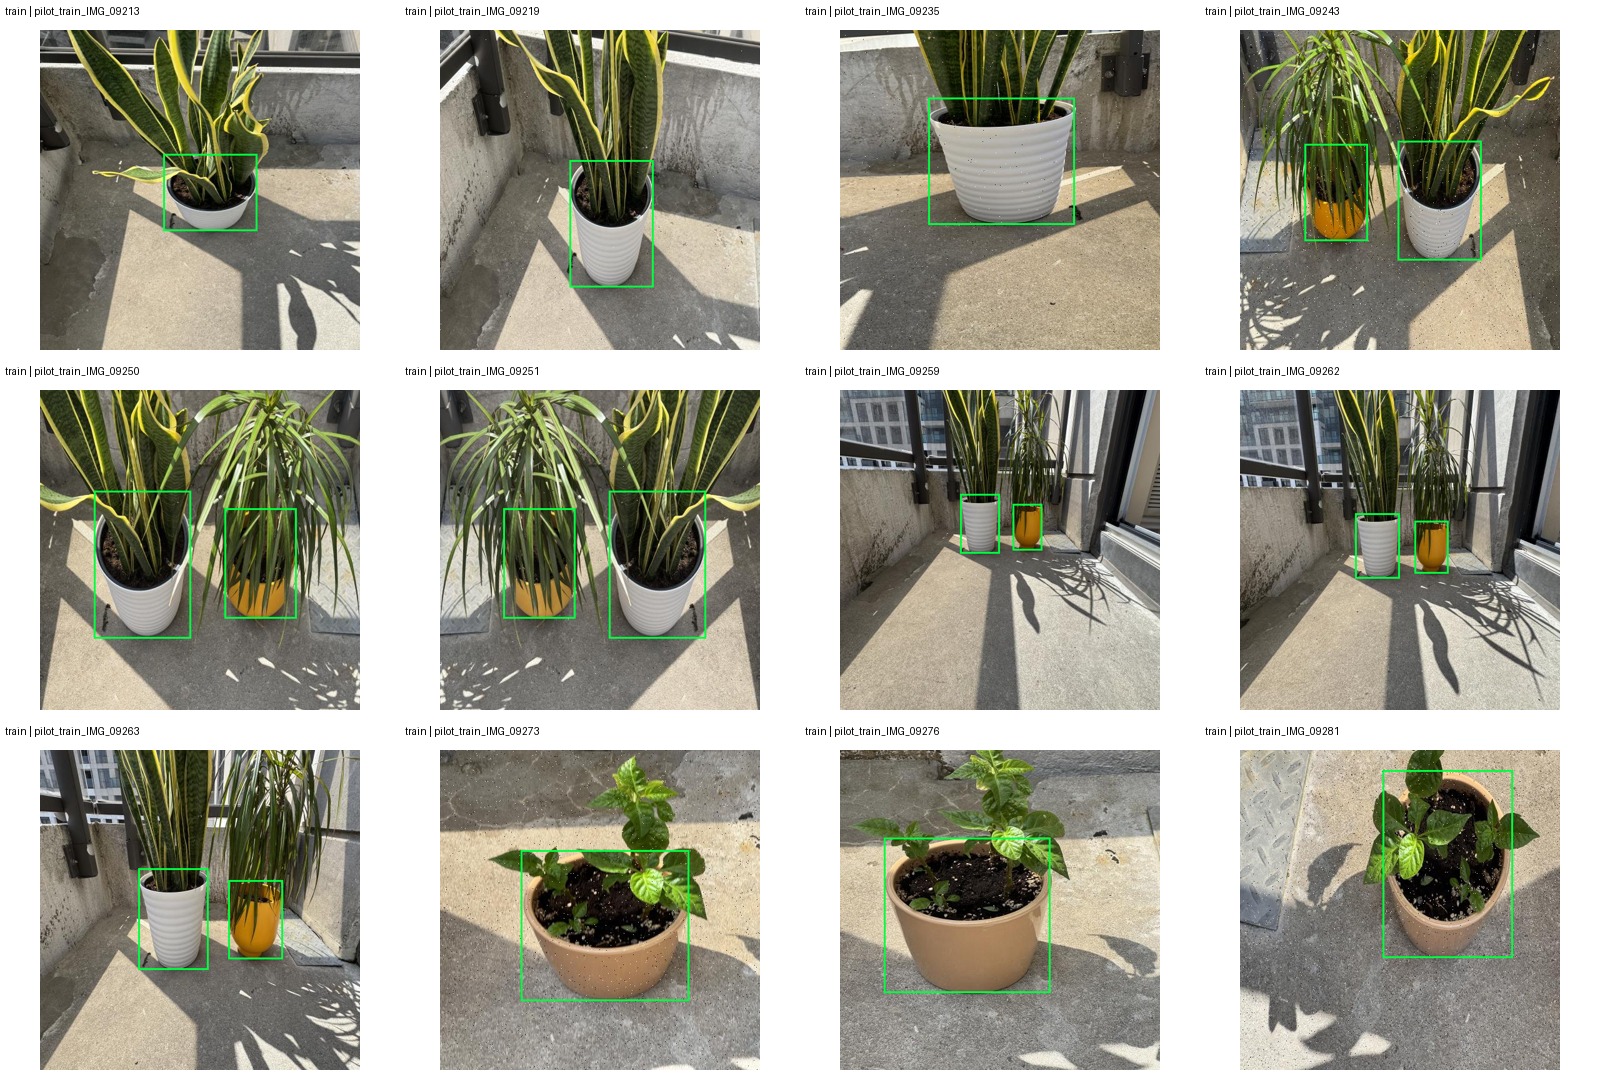 train | pilot_train_IMG_09213
train | pilot_train_IMG_09219
train | pilot_train_IMG_09235
train | pilot_train_IMG_09243
train | pilot_train_IMG_09250
train | pilot_train_IMG_09251
train | pilot_train_IMG_09259
train | pilot_train_IMG_09262
train | pilot_train_IMG_09263
train | pilot_train_IMG_09273
train | pilot_train_IMG_09276
train | pilot_train_IMG_09281